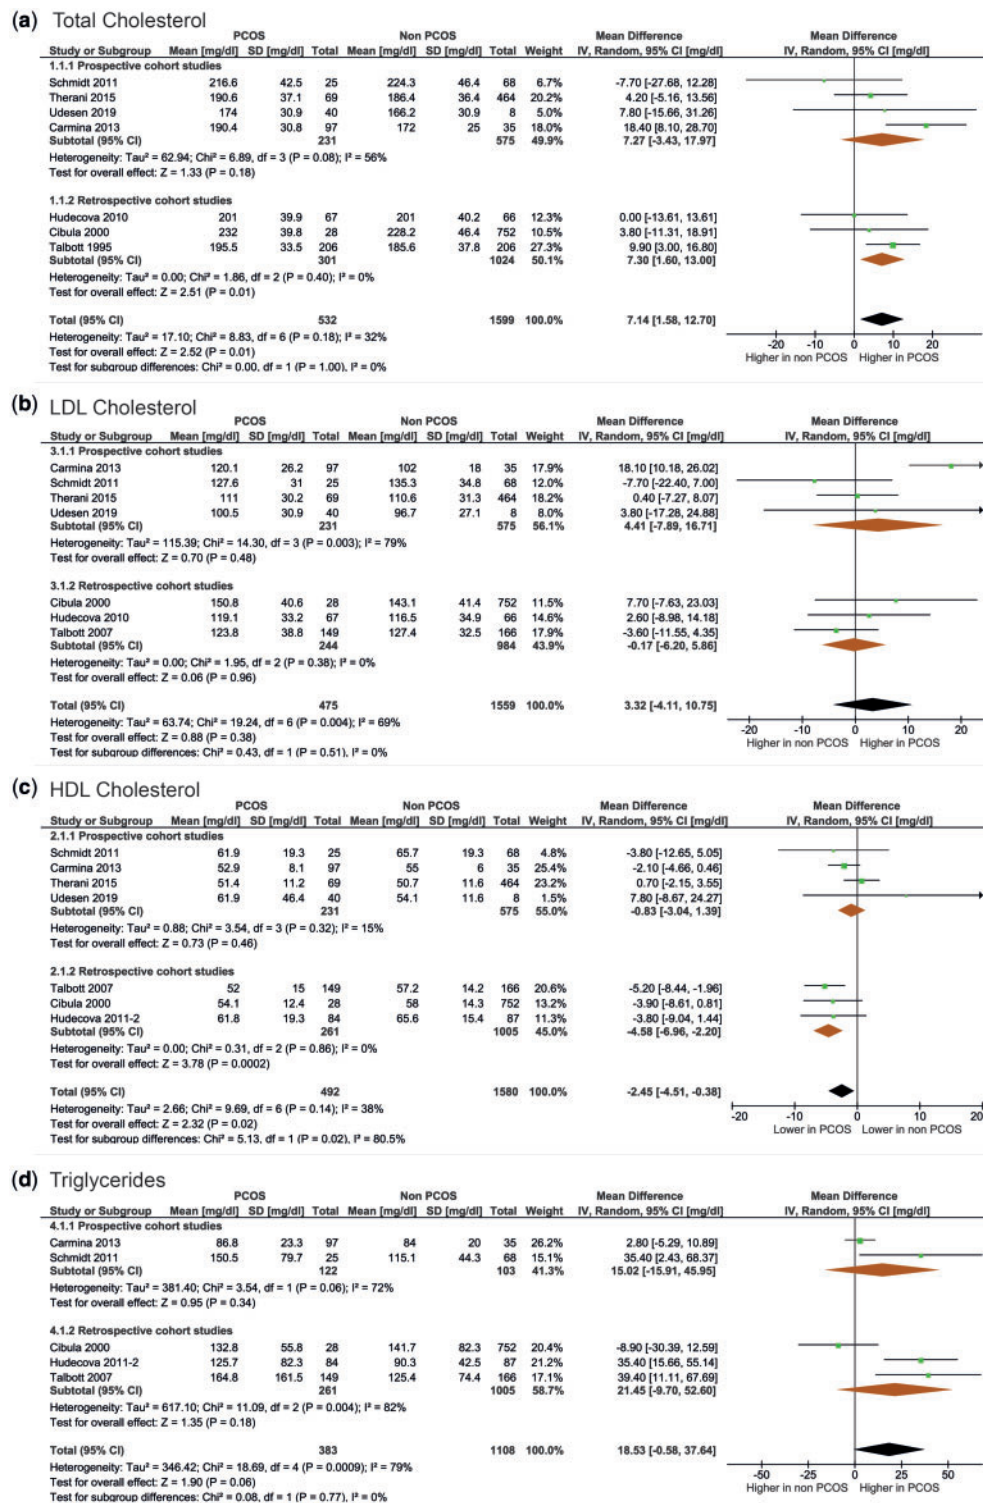 (a) Total Cholesterol
PCOS Non PCOS Mean Difference Mean Difference
Study or Subgroup Mean [mg/dl] SD [mg/dl] Total Mean [mg/dl] SD [mg/dl] Total Weight IV, Random, 95% CI [mg/dl] IV, Random, 95% CI [mg/dl]
1.1.1 Prospective cohort studies
Schmidt 2011 216.6 42.5 25 224.3 46.4 68 6.7% -7.70 [-27.68, 12.28]
Therani 2015 190.6 37.1 69 186.4 36.4 464 20.2% 4.20 [-5.16, 13.56]
Udesen 2019 174 30.9 40 166.2 30.9 8 5.0% 7.80 [-15.66, 31.26]
Carmina 2013 190.4 30.8 97 172 25 35 18.0% 18.40 [8.10, 28.70]
Subtotal (95% CI) 231 575 49.9% 7.27 [-3.43, 17.97]
Heterogeneity: Tau² = 62.94; Chi² = 6.89, df = 3 (P = 0.08); I² = 56%
Test for overall effect: Z = 1.33 (P = 0.18)
1.1.2 Retrospective cohort studies
Hudecova 2010 201 39.9 67 201 40.2 66 12.3% 0.00 [-13.61, 13.61]
Cibula 2000 232 39.8 28 228.2 46.4 752 10.5% 3.80 [-11.31, 18.91]
Talbott 1995 195.5 33.5 206 185.6 37.8 206 27.3% 9.90 [3.00, 16.80]
Subtotal (95% CI) 301 1024 50.1% 7.30 [1.60, 13.00]
Heterogeneity: Tau² = 0.00; Chi² = 1.86, df = 2 (P = 0.40); I² = 0%
Test for overall effect: Z = 2.51 (P = 0.01)
Total (95% CI) 532 1599 100.0% 7.14 [1.58, 12.70]
Heterogeneity: Tau² = 17.10; Chi² = 8.83, df = 6 (P = 0.18); I² = 32%
Test for overall effect: Z = 2.52 (P = 0.01)
Test for subgroup differences: Chi² = 0.00, df = 1 (P = 1.00), I² = 0%
-20 -10 0 10 20
Higher in non PCOS Higher in PCOS
(b) LDL Cholesterol
PCOS Non PCOS Mean Difference Mean Difference
Study or Subgroup Mean [mg/dl] SD [mg/dl] Total Mean [mg/dl] SD [mg/dl] Total Weight IV, Random, 95% CI [mg/dl] IV, Random, 95% CI [mg/dl]
3.1.1 Prospective cohort studies
Carmina 2013 120.1 26.2 97 102 18 35 17.9% 18.10 [10.18, 26.02]
Schmidt 2011 127.6 31 25 135.3 34.8 68 12.0% -7.70 [-22.40, 7.00]
Therani 2015 111 30.2 69 110.6 31.3 464 18.2% 0.40 [-7.27, 8.07]
Udesen 2019 100.5 30.9 40 96.7 27.1 8 8.0% 3.80 [-17.28, 24.88]
Subtotal (95% CI) 231 575 56.1% 4.41 [-7.89, 16.71]
Heterogeneity: Tau² = 115.39; Chi² = 14.30, df = 3 (P = 0.003); I² = 79%
Test for overall effect: Z = 0.70 (P = 0.48)
3.1.2 Retrospective cohort studies
Cibula 2000 150.8 40.6 28 143.1 41.4 752 11.5% 7.70 [-7.63, 23.03]
Hudecova 2010 119.1 33.2 67 116.5 34.9 66 14.6% 2.60 [-8.98, 14.18]
Talbott 2007 123.8 38.8 149 127.4 32.5 166 17.9% -3.60 [-11.55, 4.35]
Subtotal (95% CI) 244 984 43.9% -0.17 [-6.20, 5.86]
Heterogeneity: Tau² = 0.00; Chi² = 1.95, df = 2 (P = 0.38); I² = 0%
Test for overall effect: Z = 0.06 (P = 0.96)
Total (95% CI) 475 1559 100.0% 3.32 [-4.11, 10.75]
Heterogeneity: Tau² = 63.74; Chi² = 19.24, df = 6 (P = 0.004); I² = 69%
Test for overall effect: Z = 0.88 (P = 0.38)
Test for subgroup differences: Chi² = 0.43, df = 1 (P = 0.51), I² = 0%
-20 -10 0 10 20
Higher in non PCOS Higher in PCOS
(c) HDL Cholesterol
PCOS Non PCOS Mean Difference Mean Difference
Study or Subgroup Mean [mg/dl] SD [mg/dl] Total Mean [mg/dl] SD [mg/dl] Total Weight IV, Random, 95% CI [mg/dl] IV, Random, 95% CI [mg/dl]
2.1.1 Prospective cohort studies
Schmidt 2011 61.9 19.3 25 65.7 19.3 68 4.8% -3.80 [-12.65, 5.05]
Carmina 2013 52.9 8.1 97 55 6 35 25.4% -2.10 [-4.66, 0.46]
Therani 2015 51.4 11.2 69 50.7 11.6 464 23.2% 0.70 [-2.15, 3.55]
Udesen 2019 61.9 46.4 40 54.1 11.6 8 1.5% 7.80 [-8.67, 24.27]
Subtotal (95% CI) 231 575 55.0% -0.83 [-3.04, 1.39]
Heterogeneity: Tau² = 0.88; Chi² = 3.54, df = 3 (P = 0.32); I² = 15%
Test for overall effect: Z = 0.73 (P = 0.46)
2.1.2 Retrospective cohort studies
Talbott 2007 52 15 149 57.2 14.2 166 20.6% -5.20 [-8.44, -1.96]
Cibula 2000 54.1 12.4 28 58 14.3 752 13.2% -3.90 [-8.61, 0.81]
Hudecova 2011-2 61.8 19.3 84 65.6 15.4 87 11.3% -3.80 [-9.04, 1.44]
Subtotal (95% CI) 261 1005 45.0% -4.58 [-6.96, -2.20]
Heterogeneity: Tau² = 0.00; Chi² = 0.31, df = 2 (P = 0.86); I² = 0%
Test for overall effect: Z = 3.78 (P = 0.0002)
Total (95% CI) 492 1580 100.0% -2.45 [-4.51, -0.38]
Heterogeneity: Tau² = 2.66; Chi² = 9.69, df = 6 (P = 0.14); I² = 38%
Test for overall effect: Z = 2.32 (P = 0.02)
Test for subgroup differences: Chi² = 5.13, df = 1 (P = 0.02), I² = 80.5%
-20 -10 0 10 20
Lower in PCOS Lower in non PCOS
(d) Triglycerides
PCOS Non PCOS Mean Difference Mean Difference
Study or Subgroup Mean [mg/dl] SD [mg/dl] Total Mean [mg/dl] SD [mg/dl] Total Weight IV, Random, 95% CI [mg/dl] IV, Random, 95% CI [mg/dl]
4.1.1 Prospective cohort studies
Carmina 2013 86.8 23.3 97 84 20 35 26.2% 2.80 [-5.29, 10.89]
Schmidt 2011 150.5 79.7 25 115.1 44.3 68 15.1% 35.40 [2.43, 68.37]
Subtotal (95% CI) 122 103 41.3% 15.02 [-15.91, 45.95]
Heterogeneity: Tau² = 381.40; Chi² = 3.54, df = 1 (P = 0.06); I² = 72%
Test for overall effect: Z = 0.95 (P = 0.34)
4.1.2 Retrospective cohort studies
Cibula 2000 132.8 55.8 28 141.7 82.3 752 20.4% -8.90 [-30.39, 12.59]
Hudecova 2011-2 125.7 82.3 84 90.3 42.5 87 21.2% 35.40 [15.66, 55.14]
Talbott 2007 164.8 161.5 149 125.4 74.4 166 17.1% 39.40 [11.11, 67.69]
Subtotal (95% CI) 261 1005 58.7% 21.45 [-9.70, 52.60]
Heterogeneity: Tau² = 617.10; Chi² = 11.09, df = 2 (P = 0.004); I² = 82%
Test for overall effect: Z = 1.35 (P = 0.18)
Total (95% CI) 383 1108 100.0% 18.53 [-0.58, 37.64]
Heterogeneity: Tau² = 346.42; Chi² = 18.69, df = 4 (P = 0.0009); I² = 79%
Test for overall effect: Z = 1.90 (P = 0.06)
Test for subgroup differences: Chi² = 0.08, df = 1 (P = 0.77), I² = 0%
-50 -25 0 25 50
Higher in non PCOS Higher in PCOS